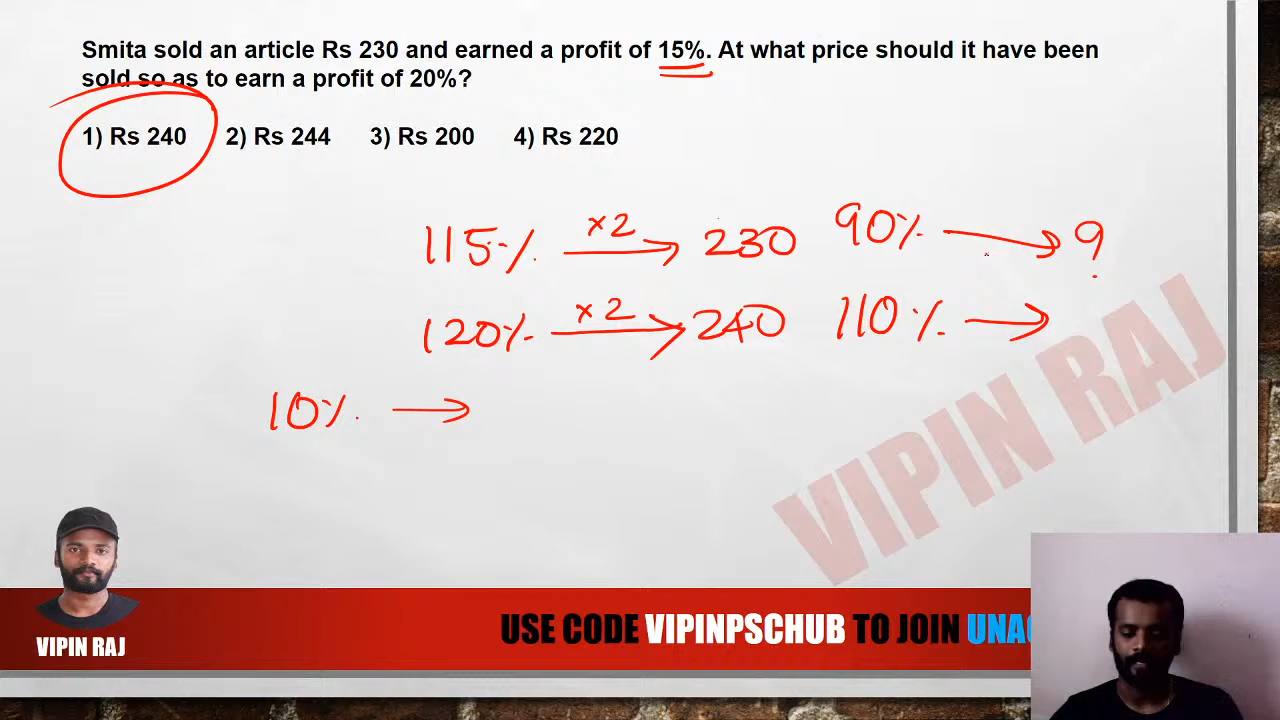 Smita sold an article Rs 230 and earned a profit of 15%. At what price should it have been
sold so as to earn a profit of 20%?
1) Rs 240 2) Rs 244 3) Rs 200 4) Rs 220
115% ×2 230 90% ?
120% ×2 240 110%
10%
VIPIN RAJ
VIPIN RAJ
USE CODE VIPINPSCHUB TO JOIN